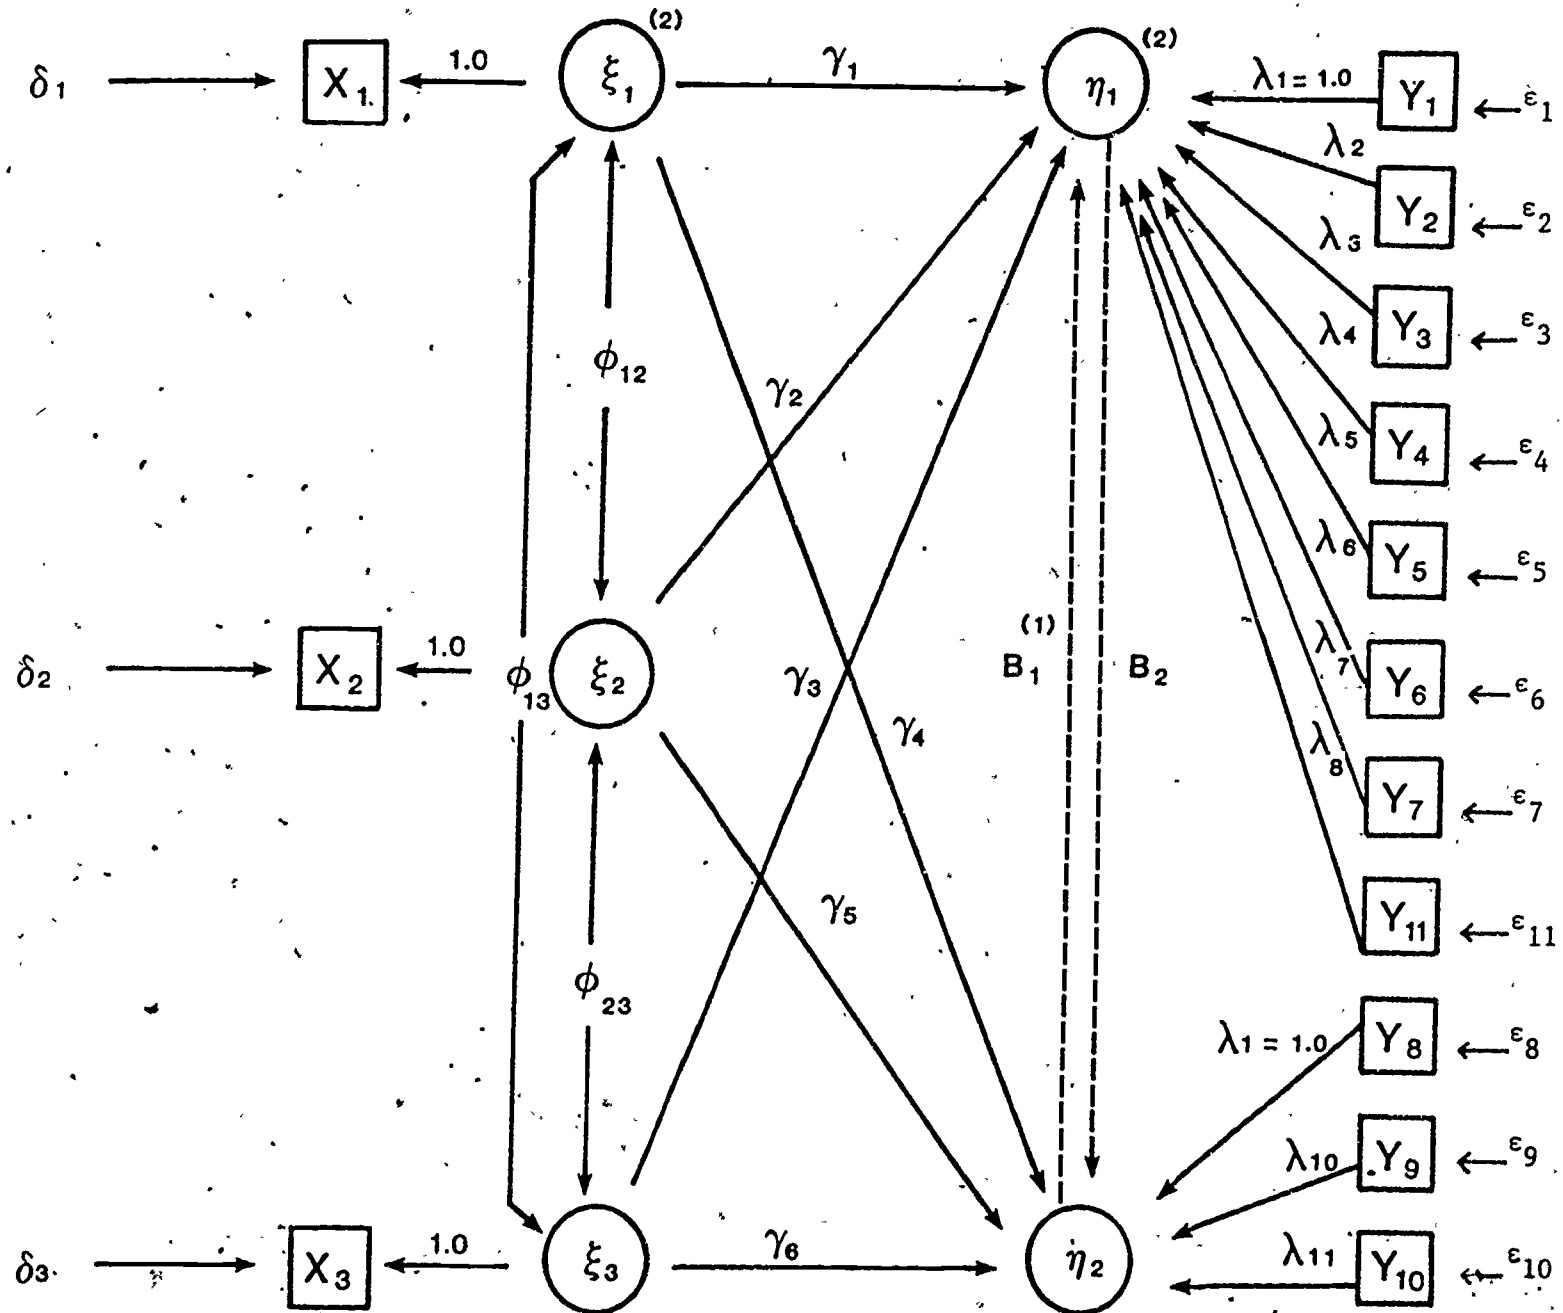 (2)
(2)
δ1 X1. 1.0 ξ1 γ1 η1 λ1 = 1.0 Y1 ε1
λ2
Y2 ε2
λ3
Y3 ε3
λ4
ϕ12
γ2
λ5 Y4 ε4
λ6 Y5 ε5
(1)
λ7
δ2 X2 1.0 ϕ13 ξ2 γ3 B1 B2 Y6 ε6
γ4
λ8
Y7 ε7
γ5
Y11 ε11
ϕ23
λ1 = 1.0 Y8 ε8
λ10 Y9 ε9
δ3. X3 1.0 ξ3 γ6 η2 λ11 Y10 ε10